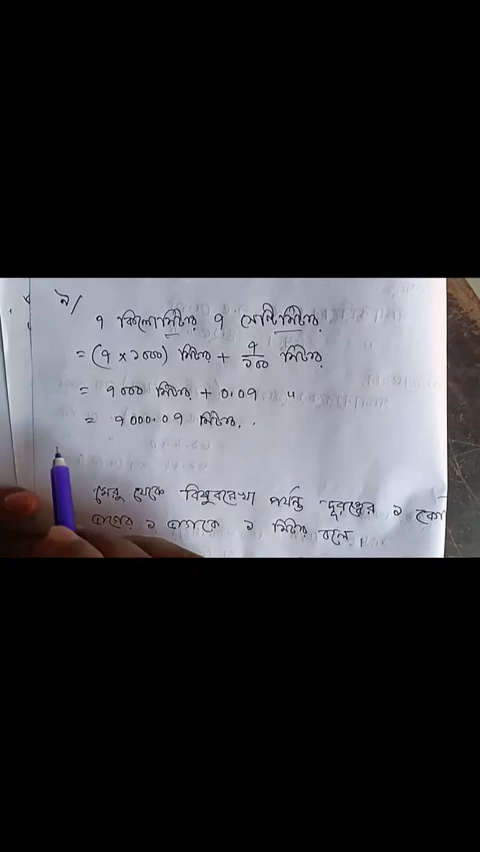 ২/
৭ কিলোমিটার ৭ সেন্টিমিটার
= (৭ x ১০০০) মিটার + ৭/১০০ মিটার
= ৭০০০ মিটার + ০.০৭ "
= ৭০০০.০৭ মিটার.
মেরু থেকে বিষুবরেখা পর্যন্ত দূরত্বের ১ কোটি
ভাগের ১ ভাগকে ১ মিটার বলে